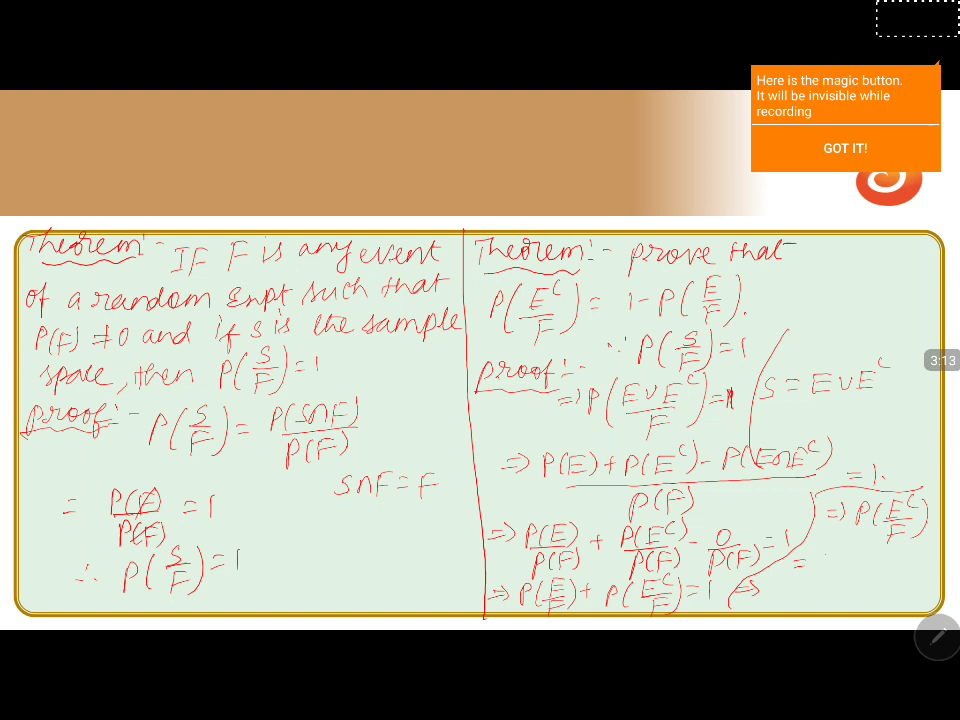 Here is the magic button.
It will be invisible while
recording
GOT IT!
Theorem:- IF F is any event
of a random Expt such that
P(F) ≠ 0 and if S is the sample
space, then P(S/F) = 1
proof:- P(S/F) = P(S∩F)/P(F)
S∩F = F
= P(F)/P(F) = 1
∴ P(S/F) = 1
Theorem:- prove that
P(E^C/F) = 1 - P(E/F).
proof:- ∵ P(S/F) = 1
⇒ P(E∪E^C/F) = 1
S = E∪E^C
⇒ P(E) + P(E^C) - P(E∩E^C)/P(F) = 1.
⇒ P(E)/P(F) + P(E^C)/P(F) - 0/P(F) = 1
⇒ P(E/F) + P(E^C/F) = 1 ⇒
⇒ P(E^C/F)
=
3:13